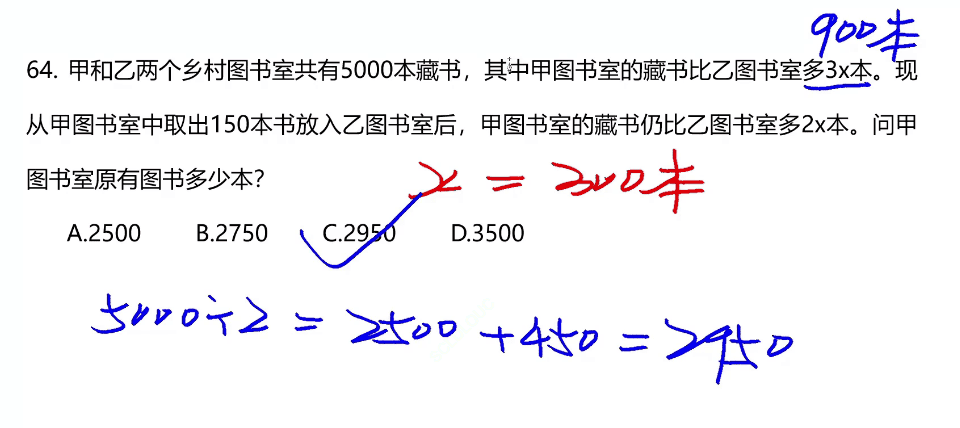 900本
64. 甲和乙两个乡村图书室共有5000本藏书，其中甲图书室的藏书比乙图书室多3x本。现
从甲图书室中取出150本书放入乙图书室后，甲图书室的藏书仍比乙图书室多2x本。问甲
图书室原有图书多少本？
x = 300本
A.2500 B.2750 C.2950 D.3500
5000÷2 = 2500 + 450 = 2950